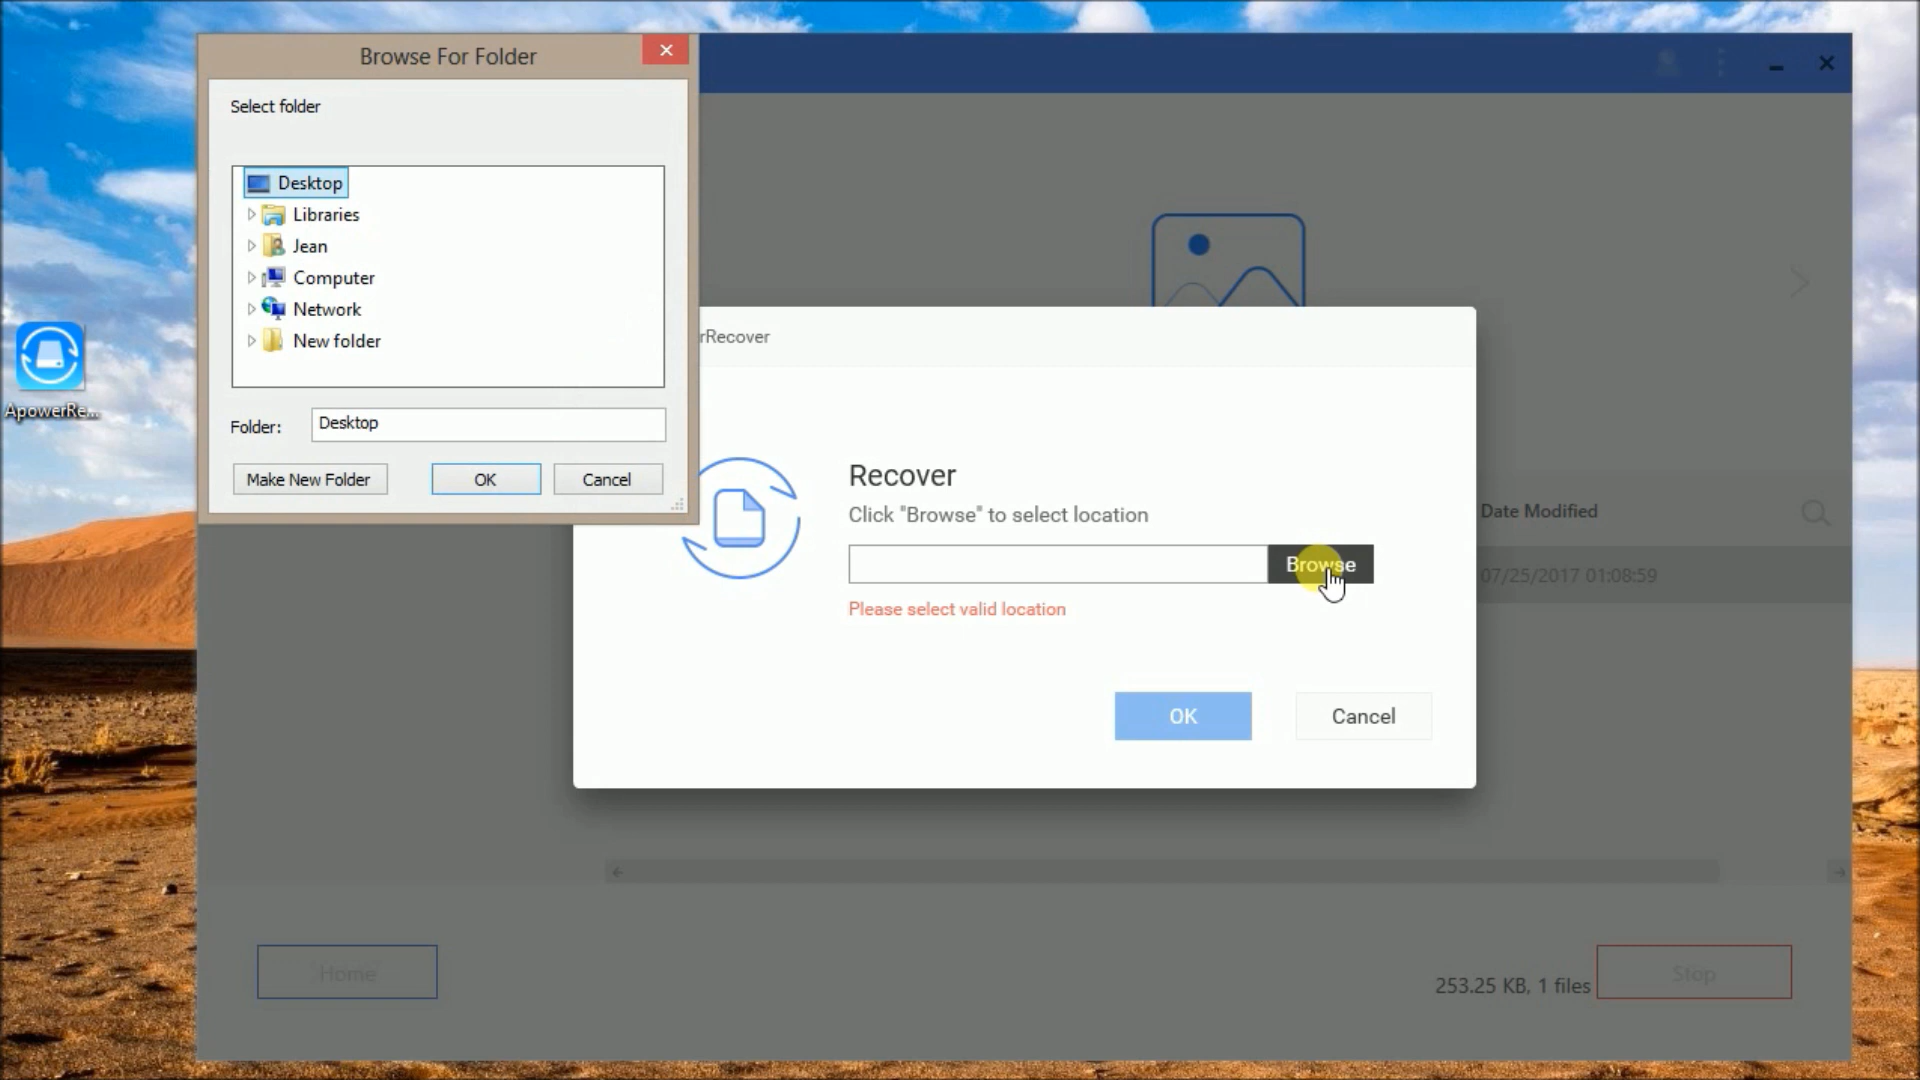 Browse For Folder
Select folder
Desktop
Libraries
Jean
Computer
Network
New folder
Folder: Desktop
Make New Folder OK Cancel
ApowerRe...
rRecover
Recover
Click "Browse" to select location
Browse
Please select valid location
OK Cancel
Date Modified
07/25/2017 01:08:59
Home
253.25 KB, 1 files
Stop